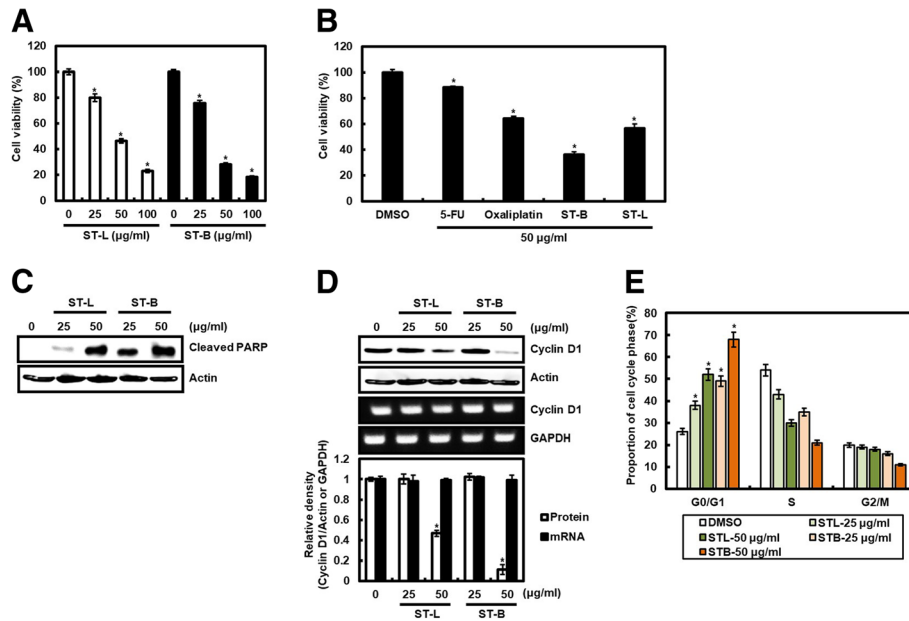 A
Cell viability (%)
120
100
80
60
40
20
0
0 25 50 100 0 25 50 100
ST-L (µg/ml) ST-B (µg/ml)
* * * * * *
B
Cell viability (%)
120
100
80
60
40
20
0
* * * *
DMSO 5-FU Oxaliplatin ST-B ST-L
50 µg/ml
C
ST-L ST-B
0 25 50 25 50 (µg/ml)
Cleaved PARP
Actin
D
ST-L ST-B
0 25 50 25 50 (µg/ml)
Cyclin D1
Actin
Cyclin D1
GAPDH
Relative density
(Cyclin D1/Actin or GAPDH)
1.2
1
0.8
0.6
0.4
0.2
0
* *
Protein
mRNA
0 25 50 25 50 (µg/ml)
ST-L ST-B
E
Proportion of cell cycle phase(%)
80
70
60
50
40
30
20
10
0
* * * *
G0/G1 S G2/M
DMSO STL-25 µg/ml
STL-50 µg/ml STB-25 µg/ml
STB-50 µg/ml